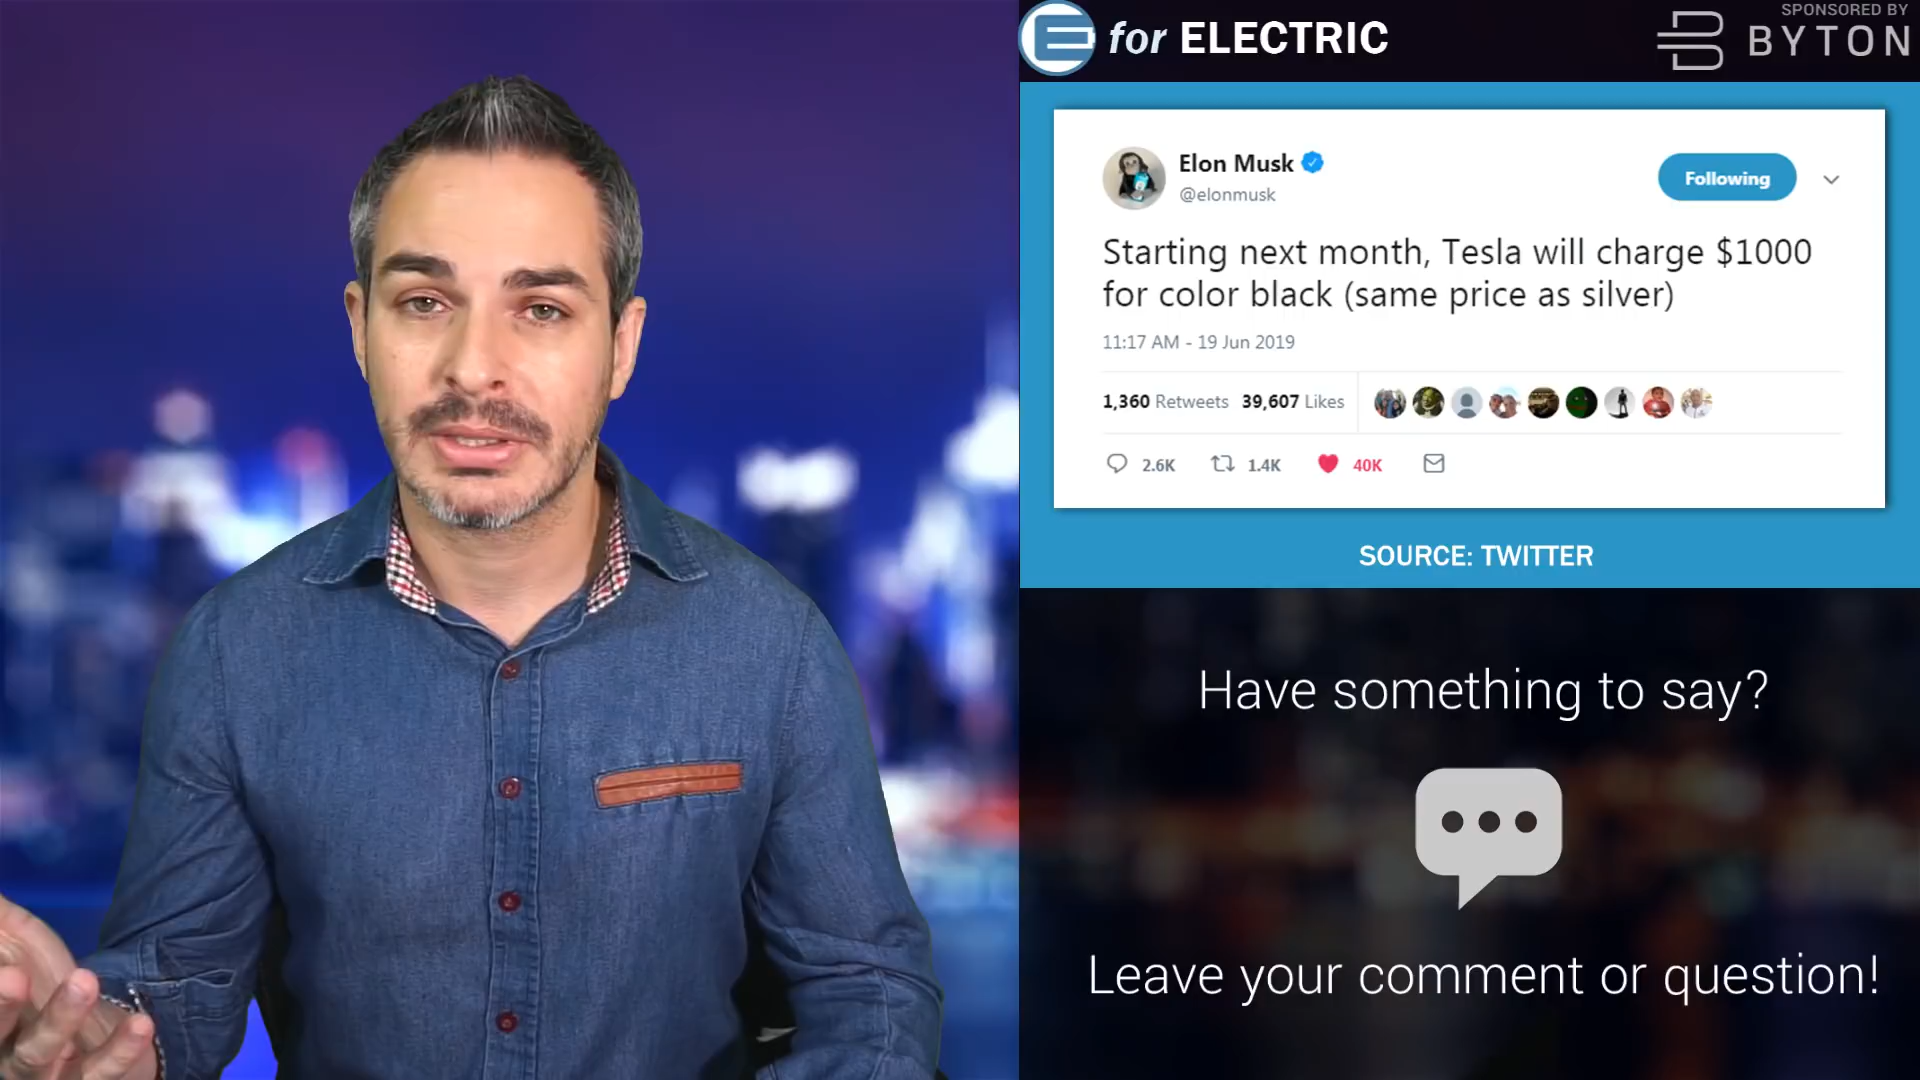 for ELECTRIC
SPONSORED BY
BYTON
Elon Musk
@elonmusk
Following
Starting next month, Tesla will charge $1000
for color black (same price as silver)
11:17 AM - 19 Jun 2019
1,360 Retweets 39,607 Likes
2.6K 1.4K 40K
SOURCE: TWITTER
Have something to say?
Leave your comment or question!